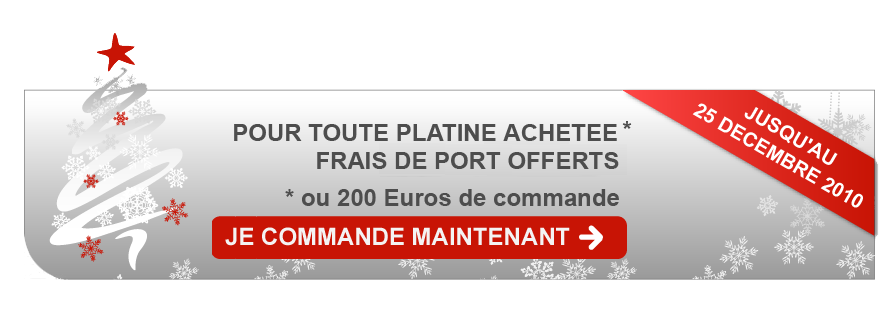 POUR TOUTE PLATINE ACHETEE *
FRAIS DE PORT OFFERTS
* ou 200 Euros de commande
JE COMMANDE MAINTENANT
JUSQU'AU
25 DECEMBRE 2010